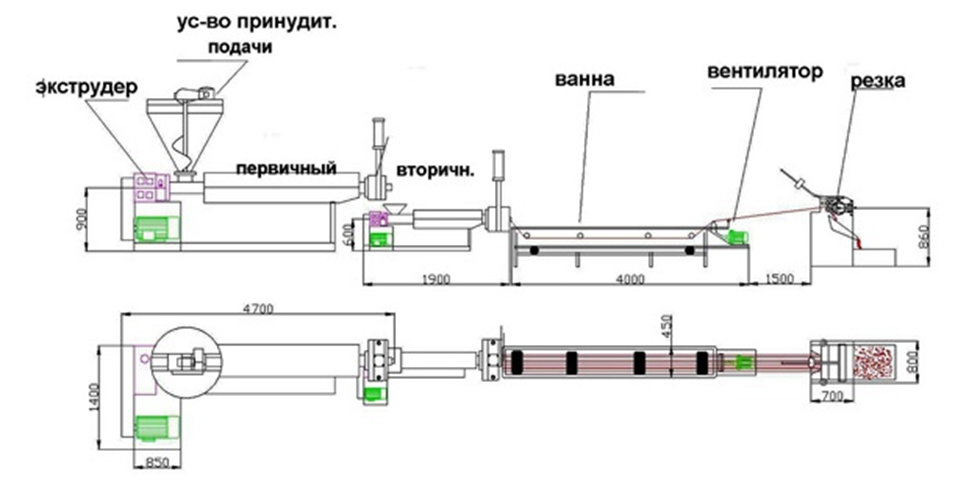 ус-во принудит.
подачи
экструдер
ванна
вентилятор
резка
первичный
вторичн.
900
600
860
1900
4000
1500
4700
450
1400
800
700
850